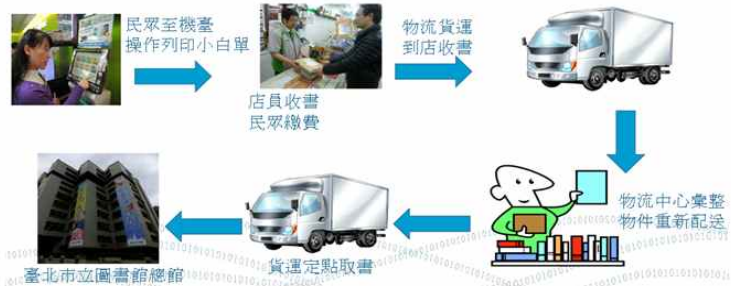 民眾至機臺
操作列印小白單
店員收書
民眾繳費
物流貨運
到店收書
物流中心彙整
物件重新配送
貨運定點取書
臺北市立圖書館總館